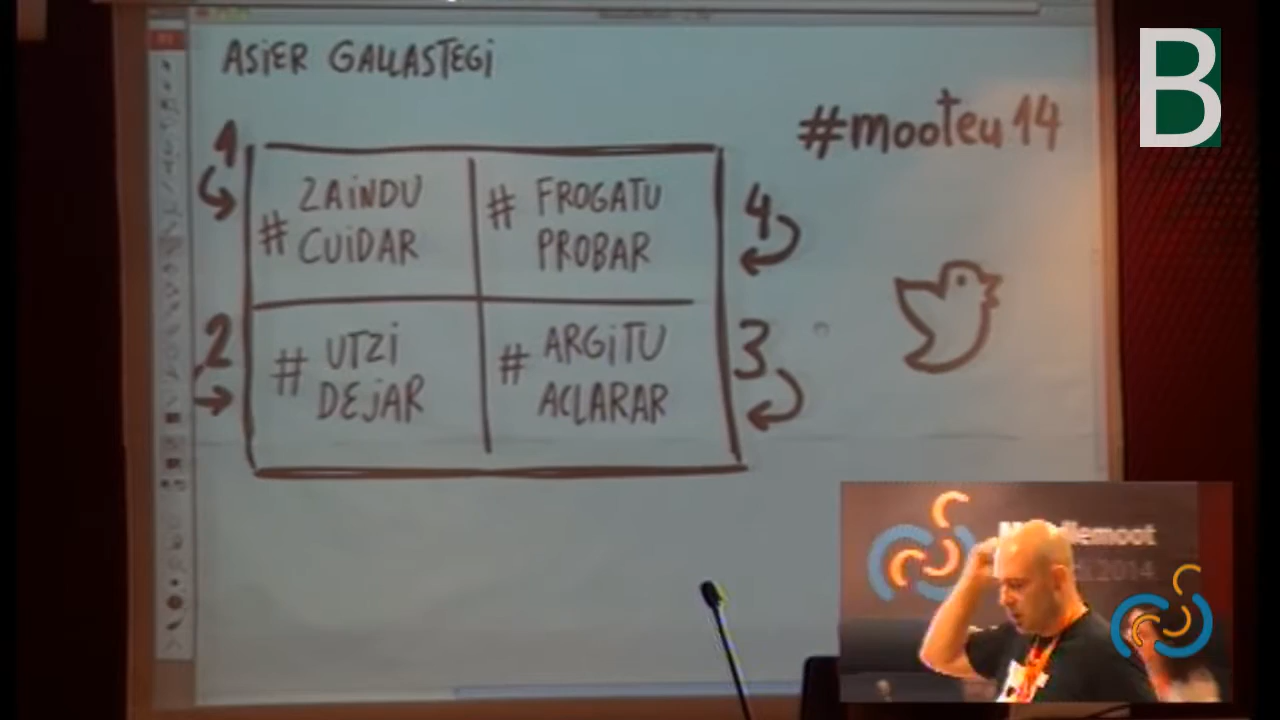 ASIER GALLASTEGI
#mooteu14
1
# ZAINDU
CUIDAR
# FROGATU
PROBAR
4
2
# UTZI
DEJAR
# ARGITU
ACLARAR
3
B